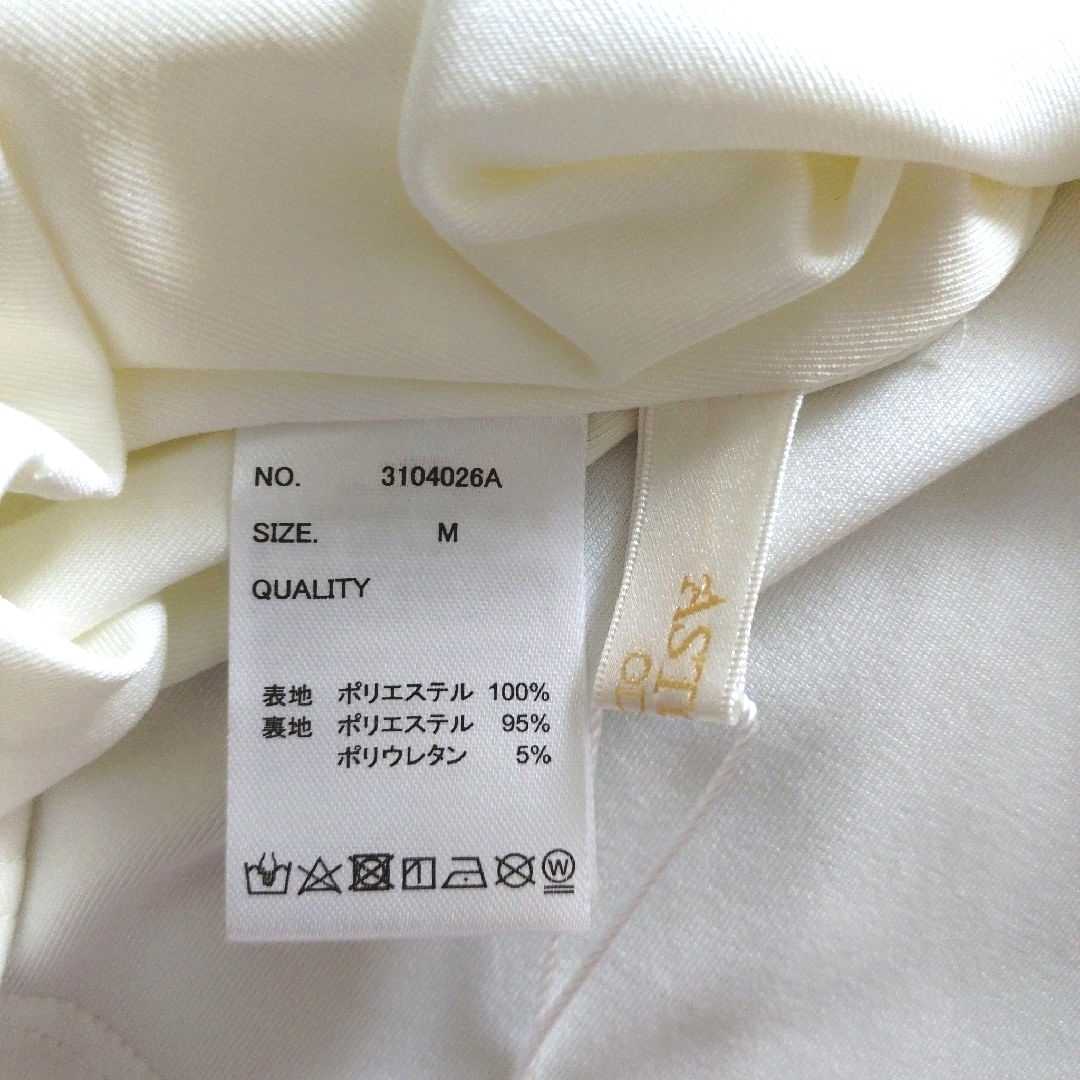 NO. 3104026A
SIZE. M
QUALITY
表地 ポリエステル 100%
裏地 ポリエステル 95%
ポリウレタン 5%
W